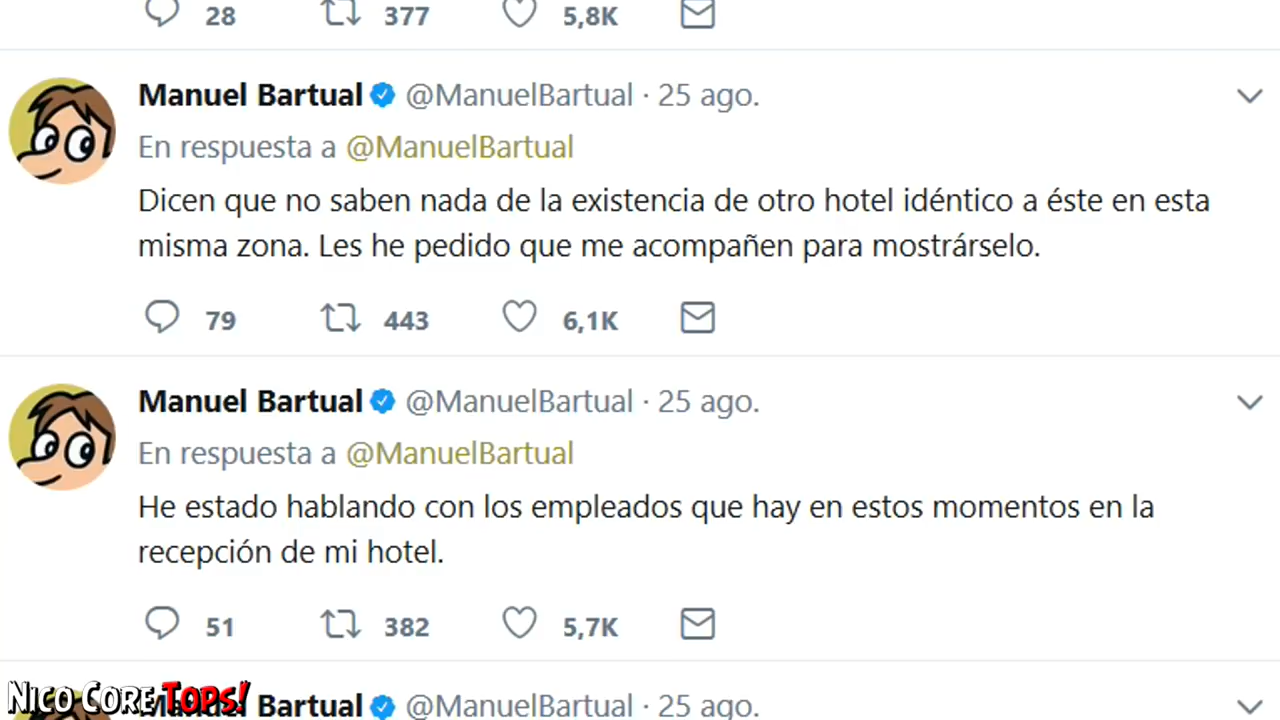 28 377 5,8K
Manuel Bartual @ManuelBartual · 25 ago.
En respuesta a @ManuelBartual
Dicen que no saben nada de la existencia de otro hotel idéntico a éste en esta
misma zona. Les he pedido que me acompañen para mostrárselo.
79 443 6,1K
Manuel Bartual @ManuelBartual · 25 ago.
En respuesta a @ManuelBartual
He estado hablando con los empleados que hay en estos momentos en la
recepción de mi hotel.
51 382 5,7K
Manuel Bartual @ManuelBartual · 25 ago.
NICO CORE TOPS!